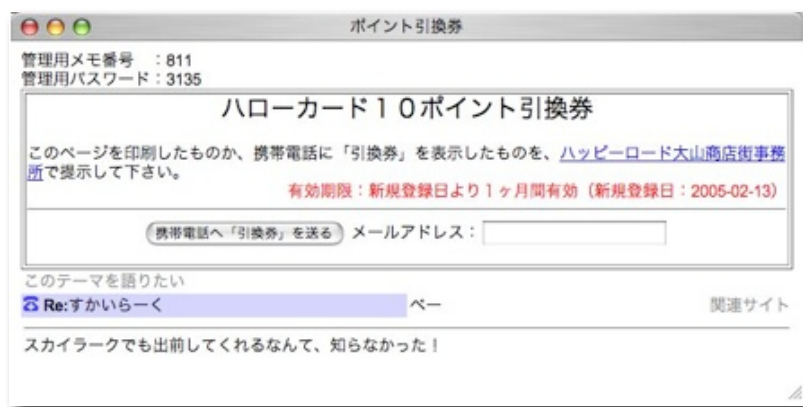 ポイント引換券
管理用メモ番号 :811
管理用パスワード:3135
ハローカード10ポイント引換券
このページを印刷したものか、携帯電話に「引換券」を表示したものを、ハッピーロード大山商店街事務
所で提示して下さい。
有効期限:新規登録日より1ヶ月間有効(新規登録日:2005-02-13)
携帯電話へ「引換券」を送る メールアドレス:
このテーマを語りたい
Re:すかいらーく ぺー 関連サイト
スカイラークでも出前してくれるなんて、知らなかった!